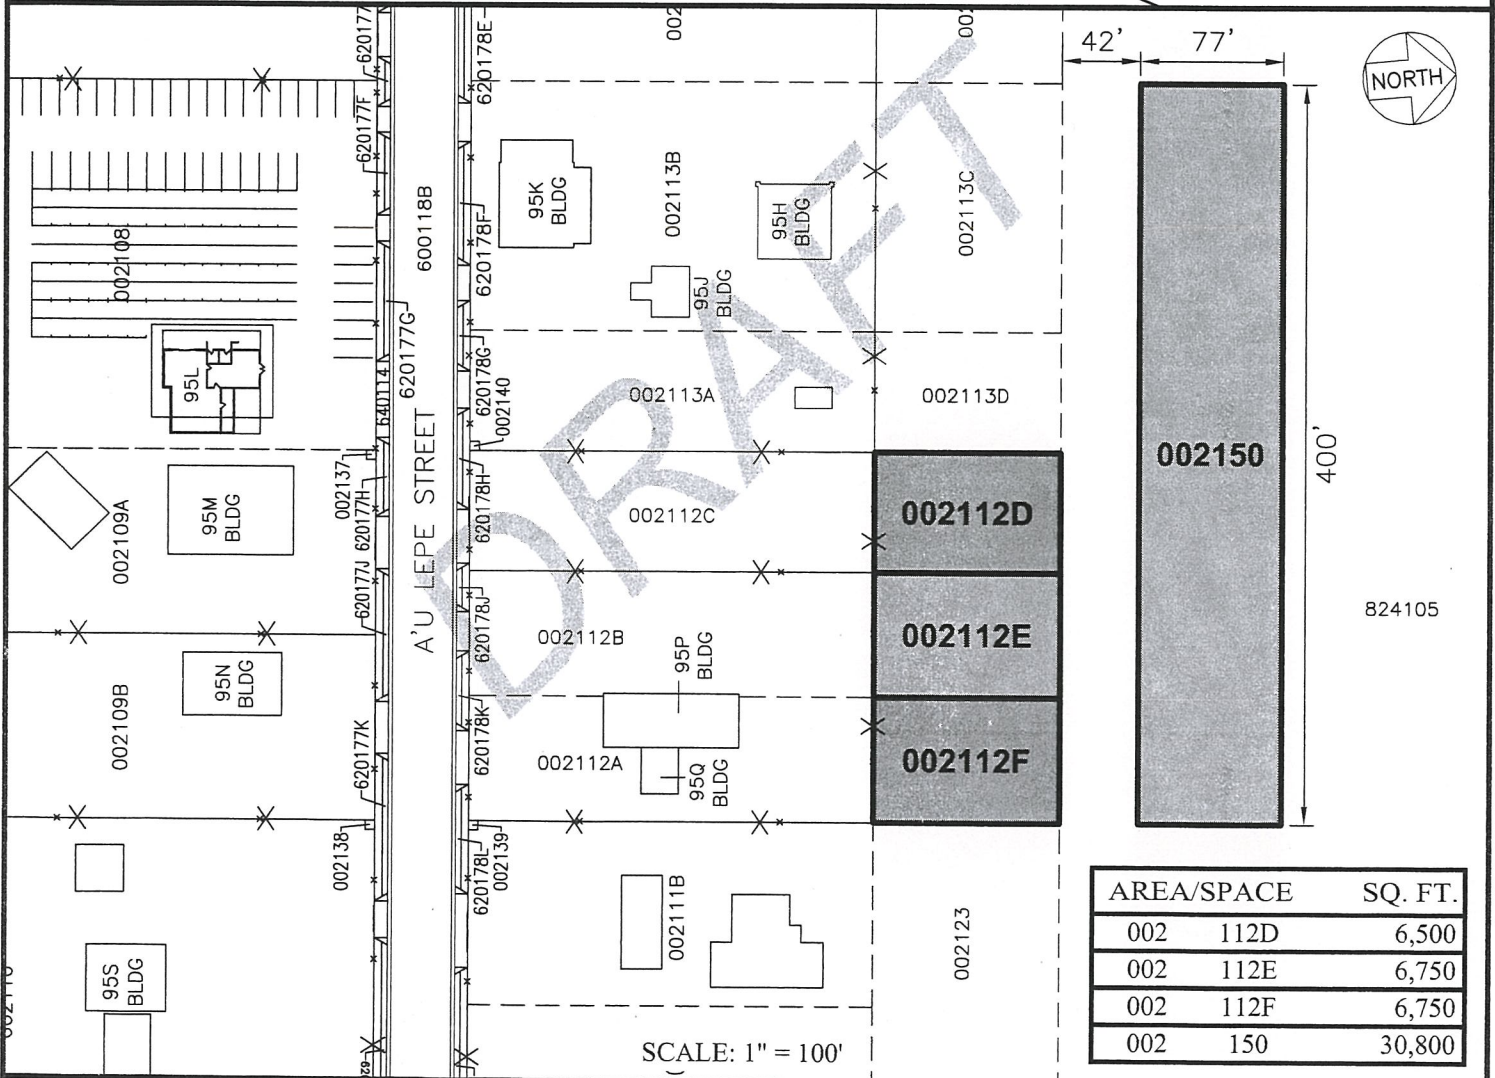 42'
77'
NORTH
620177
620177F
620178E
002
002
002108
600118B
620178F
95K
BLDG
002113B
95H
BLDG
002113C
95J
BLDG
95L
640114
620177G
620178G
002140
002113A
002113D
002150
400'
DRAFT
A'U LEPE STREET
002109A
95M
BLDG
002137
620177H
620178H
002112C
002112D
620177J
620178J
002112B
95P
BLDG
002112E
824105
002109B
95N
BLDG
620177K
620178K
002112A
95Q
BLDG
002112F
002138
620178L
002139
002111B
002123
95S
BLDG
SCALE: 1" = 100'
AREA/SPACE SQ. FT.
002 112D 6,500
002 112E 6,750
002 112F 6,750
002 150 30,800